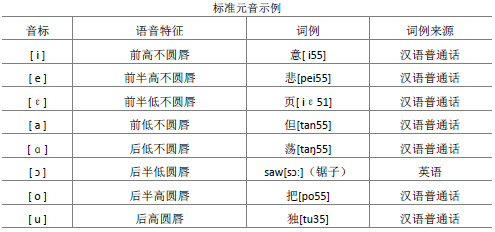 标准元音示例
音标 语音特征 词例 词例来源
[ i ] 前高不圆唇 意[ i55] 汉语普通话
[ e ] 前半高不圆唇 悲[pei55] 汉语普通话
[ ε ] 前半低不圆唇 页[ i ε 51] 汉语普通话
[ a ] 前低不圆唇 但[tan55] 汉语普通话
[ ɑ ] 后低不圆唇 荡[taŋ55] 汉语普通话
[ ɔ ] 后半低圆唇 saw[sɔ:]（锯子） 英语
[ o ] 后半高圆唇 把[po55] 汉语普通话
[ u ] 后高圆唇 独[tu35] 汉语普通话